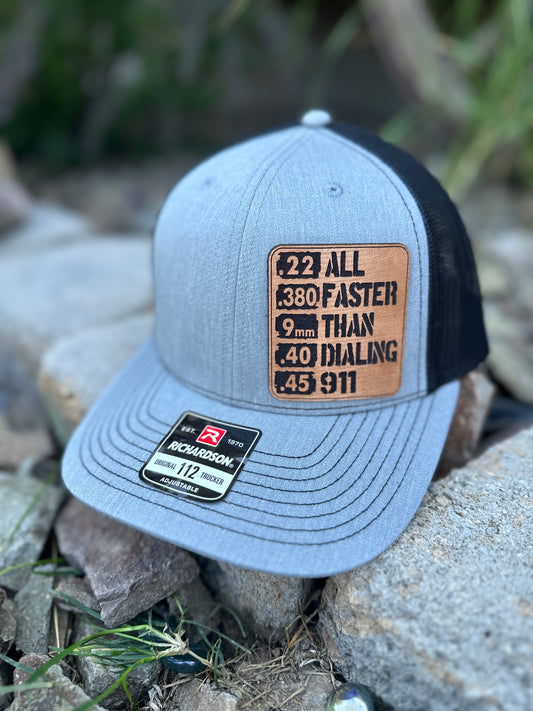 .22 ALL
.380 FASTER
9mm THAN
.40 DIALING
.45 911
EST. R 1970
RICHARDSON®
ORIGINAL 112 TRUCKER
ADJUSTABLE